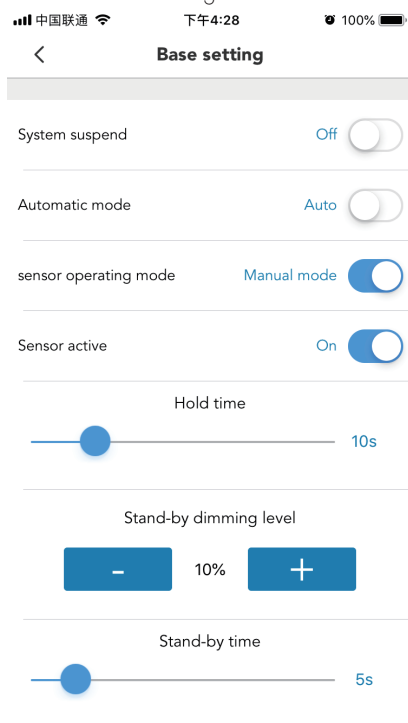 中国联通 下午4:28 100%
Base setting
System suspend Off
Automatic mode Auto
sensor operating mode Manual mode
Sensor active On
Hold time
10s
Stand-by dimming level
- 10% +
Stand-by time
5s